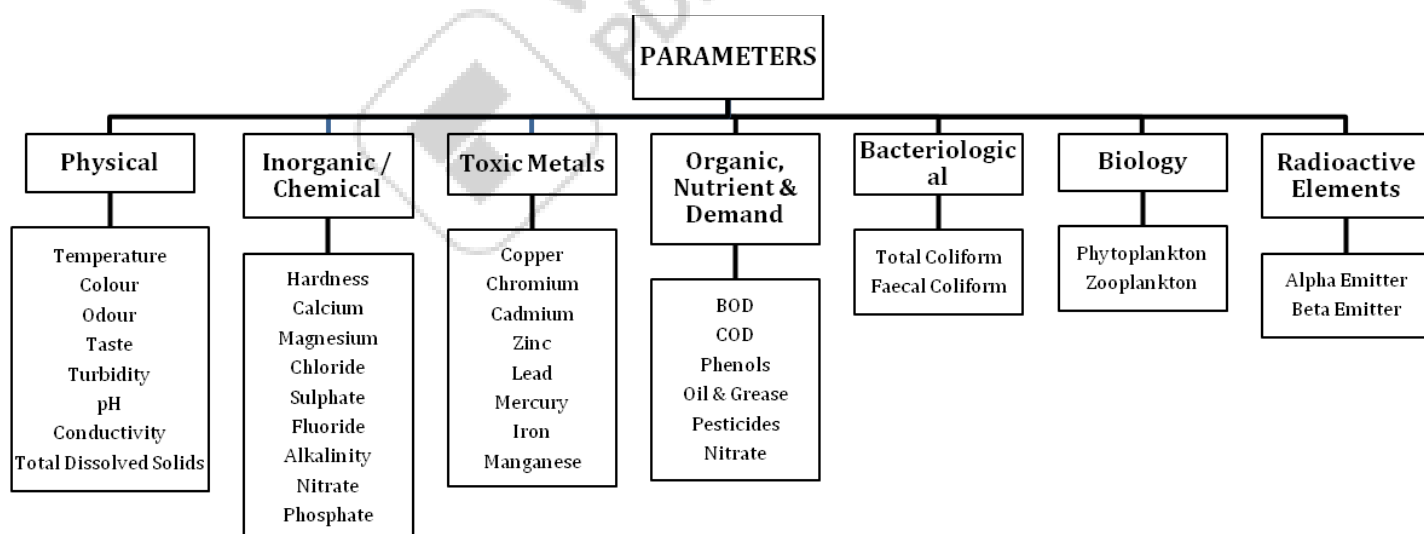 PARAMETERS
Physical
Temperature
Colour
Odour
Taste
Turbidity
pH
Conductivity
Total Dissolved Solids
Inorganic /
Chemical
Hardness
Calcium
Magnesium
Chloride
Sulphate
Fluoride
Alkalinity
Nitrate
Phosphate
Toxic Metals
Copper
Chromium
Cadmium
Zinc
Lead
Mercury
Iron
Manganese
Organic,
Nutrient &
Demand
BOD
COD
Phenols
Oil & Grease
Pesticides
Nitrate
Bacteriologic
al
Total Coliform
Faecal Coliform
Biology
Phytoplankton
Zooplankton
Radioactive
Elements
Alpha Emitter
Beta Emitter